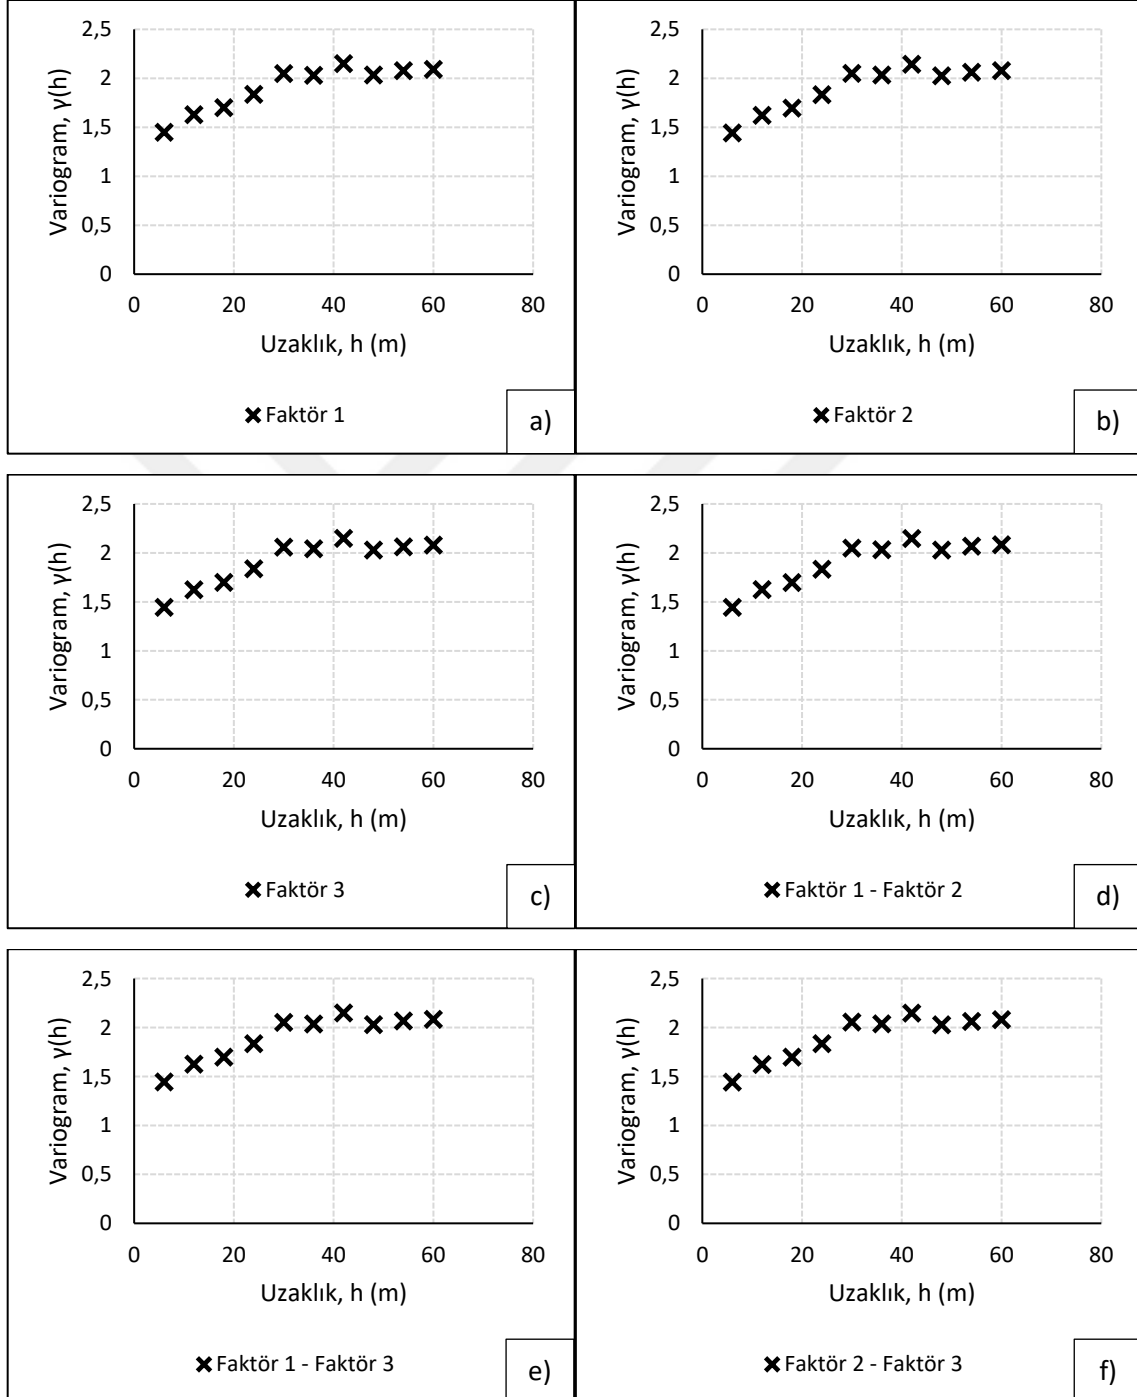 2,5
2
1,5
1
0,5
0
0 20 40 60 80
Variogram, γ(h)
Uzaklık, h (m)
Faktör 1
a)
2,5
2
1,5
1
0,5
0
0 20 40 60 80
Variogram, γ(h)
Uzaklık, h (m)
Faktör 2
b)
2,5
2
1,5
1
0,5
0
0 20 40 60 80
Variogram, γ(h)
Uzaklık, h (m)
Faktör 3
c)
2,5
2
1,5
1
0,5
0
0 20 40 60 80
Variogram, γ(h)
Uzaklık, h (m)
Faktör 1 - Faktör 2
d)
2,5
2
1,5
1
0,5
0
0 20 40 60 80
Variogram, γ(h)
Uzaklık, h (m)
Faktör 1 - Faktör 3
e)
2,5
2
1,5
1
0,5
0
0 20 40 60 80
Variogram, γ(h)
Uzaklık, h (m)
Faktör 2 - Faktör 3
f)